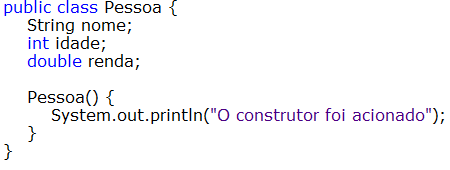 public class Pessoa {
String nome;
int idade;
double renda;
Pessoa() {
System.out.println("O construtor foi acionado");
}
}